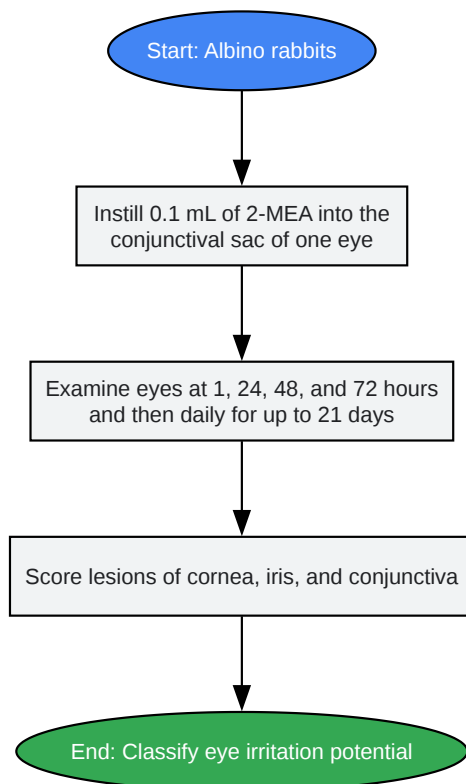 Start: Albino rabbits
Instill 0.1 mL of 2-MEA into the
conjunctival sac of one eye
Examine eyes at 1, 24, 48, and 72 hours
and then daily for up to 21 days
Score lesions of cornea, iris, and conjunctiva
End: Classify eye irritation potential